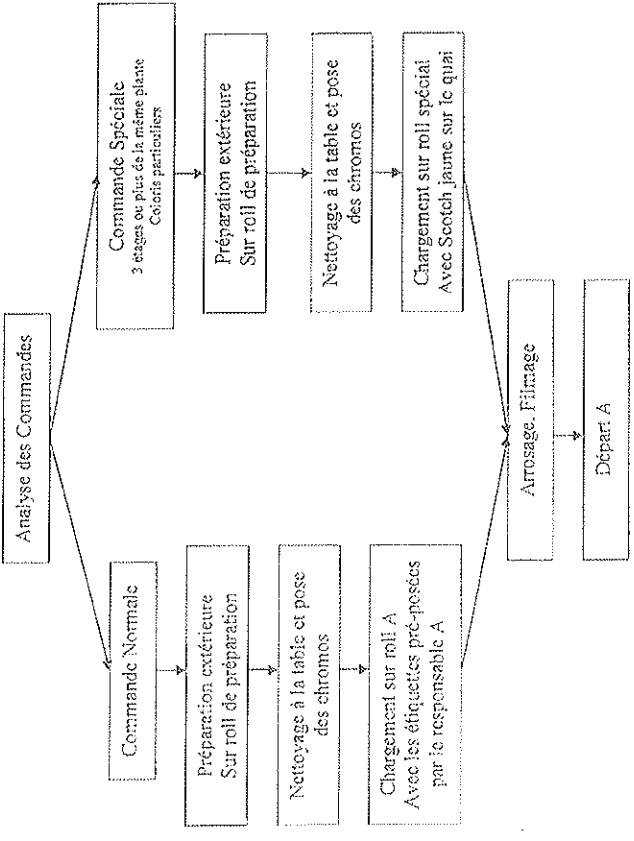 Analyse des Commandes
Commande Normale
Préparation extérieure
Sur roll de préparation
Nettoyage à la table et pose
des chromos
Chargement sur roll A
Avec les étiquettes pré-posées
par le responsable A
Commande Spéciale
3 étages ou plus de la même plante
Coloris particuliers
Préparation extérieure
Sur roll de préparation
Nettoyage à la table et pose
des chromos
Chargement sur roll spécial
Avec Scotch jaune sur le quai
Arrosage. Filmage
Départ A